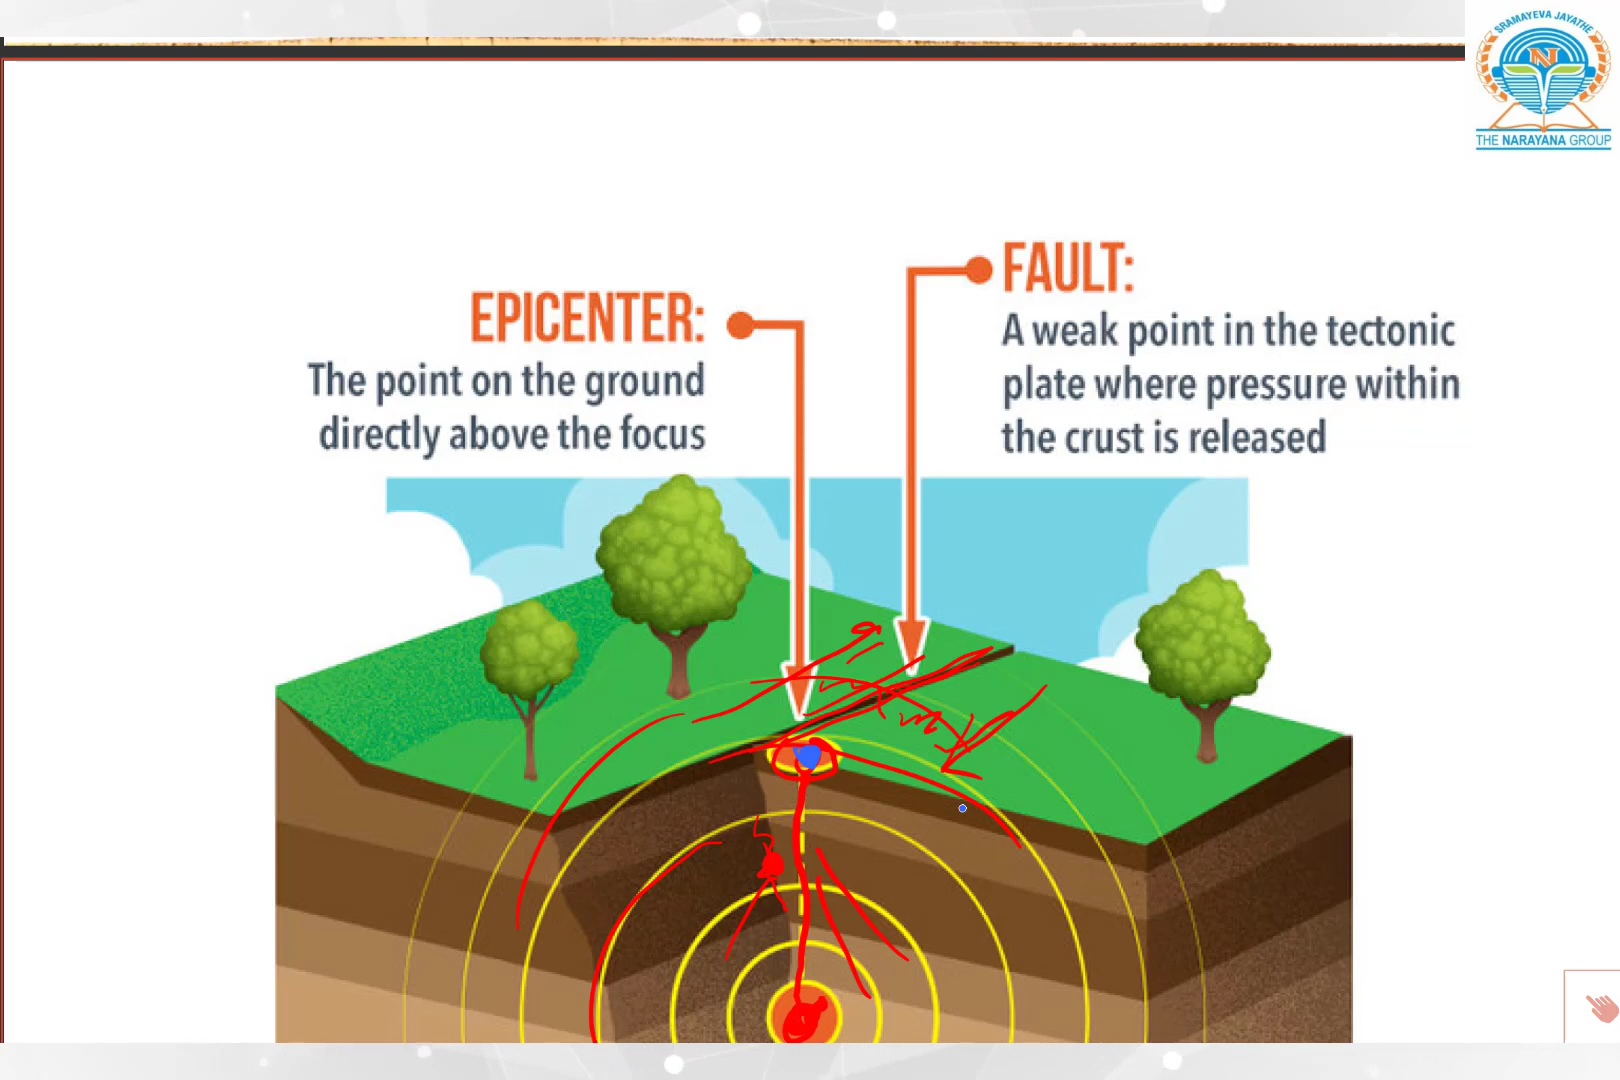 SRAMAYEVA JAYATHE
N
THE NARAYANA GROUP
FAULT:
A weak point in the tectonic
plate where pressure within
the crust is released
EPICENTER:
The point on the ground
directly above the focus